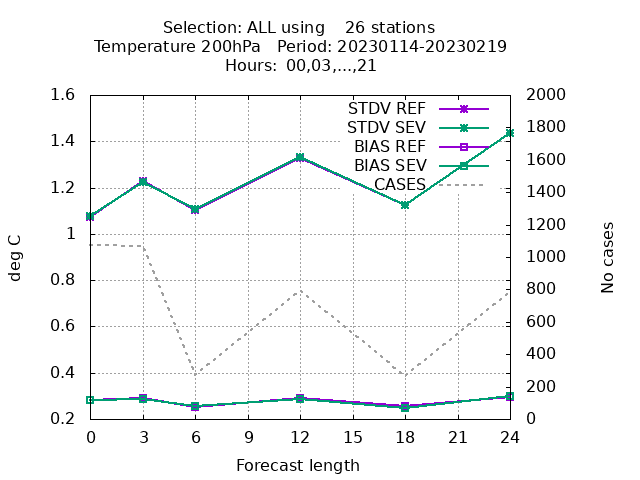 Selection: ALL using    26 stations
Temperature 200hPa   Period: 20230114-20230219
Hours:  00,03,...,21
STDV REF
STDV SEV
BIAS REF
BIAS SEV
CASES
deg C
1.6
1.4
1.2
1
0.8
0.6
0.4
0.2
No cases
2000
1800
1600
1400
1200
1000
800
600
400
200
0
0 3 6 9 12 15 18 21 24
Forecast length